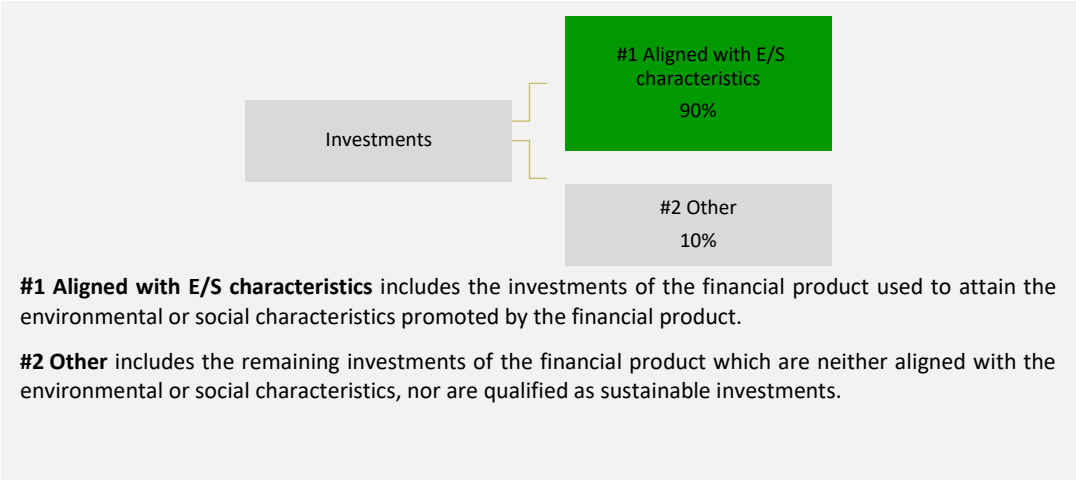 #1 Aligned with E/S
characteristics
90%
Investments
#2 Other
10%
#1 Aligned with E/S characteristics includes the investments of the financial product used to attain the
environmental or social characteristics promoted by the financial product.
#2 Other includes the remaining investments of the financial product which are neither aligned with the
environmental or social characteristics, nor are qualified as sustainable investments.